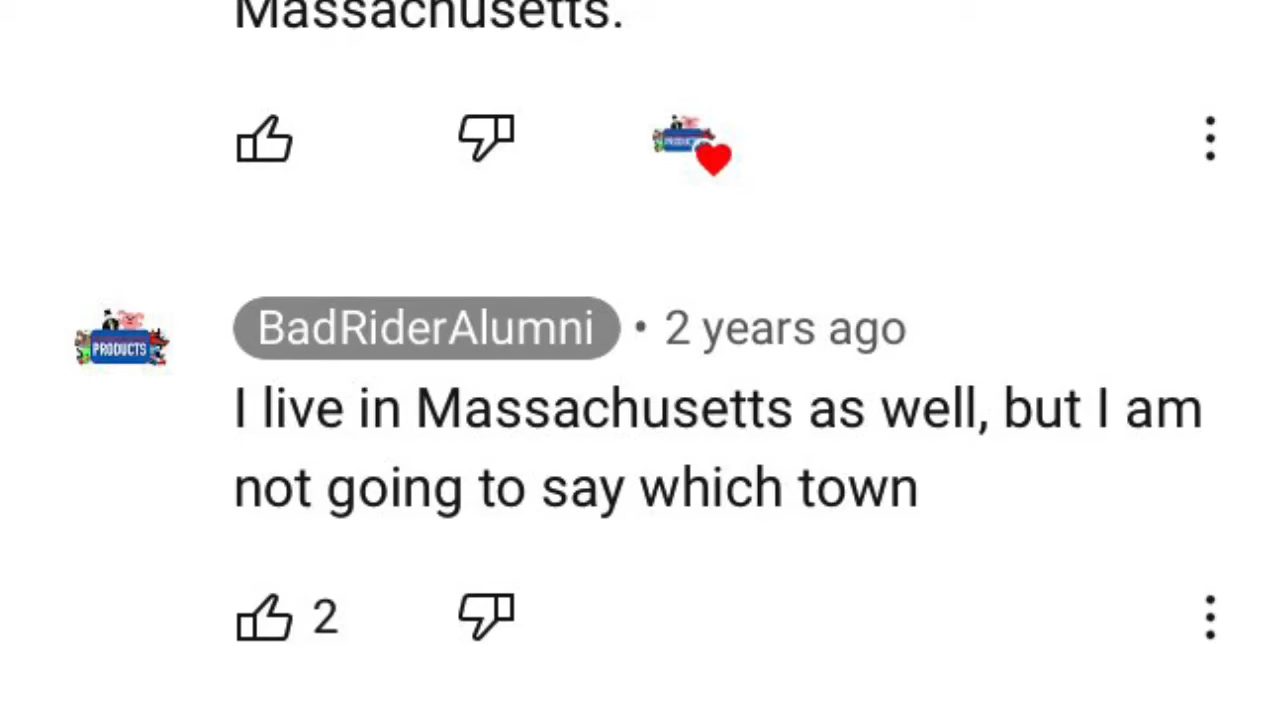 Massachusetts.
BadRiderAlumni • 2 years ago
PRODUCTS
I live in Massachusetts as well, but I am
not going to say which town
2